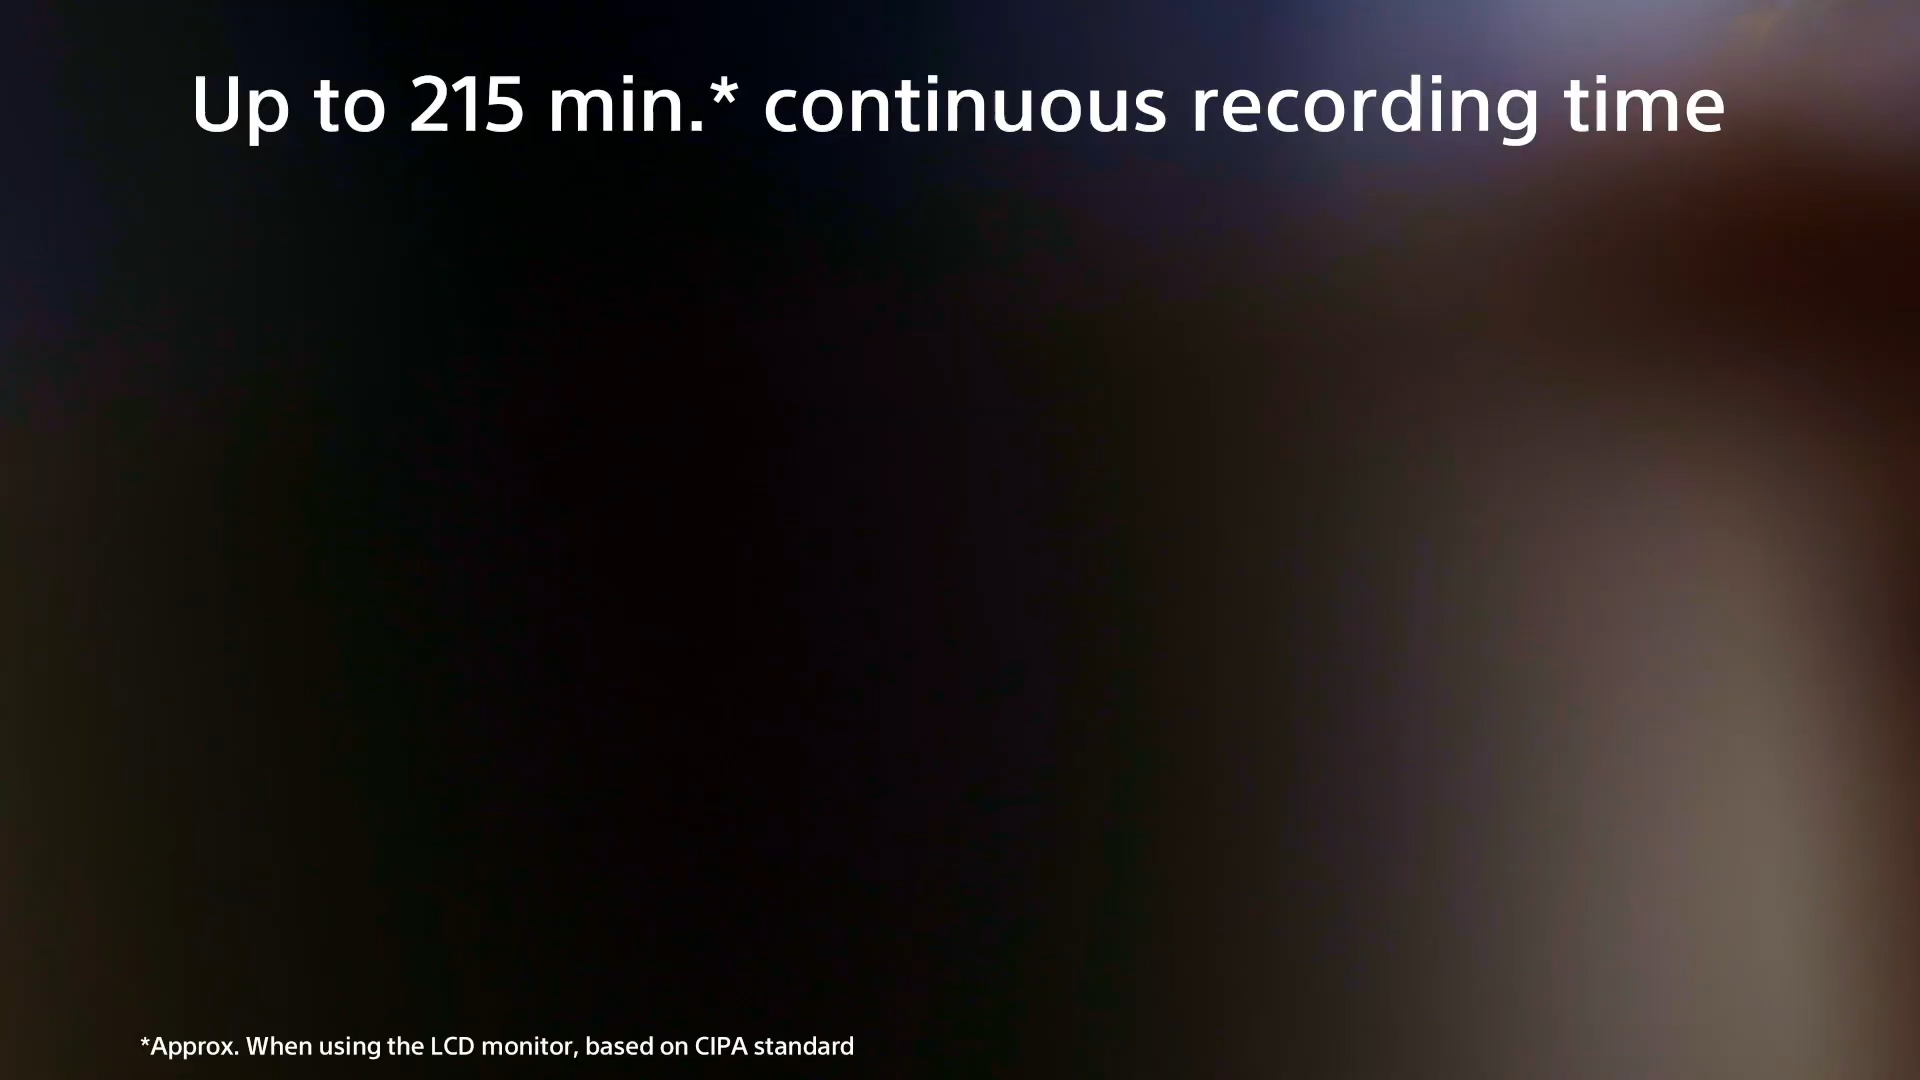 Up to 215 min.* continuous recording time
*Approx. When using the LCD monitor, based on CIPA standard